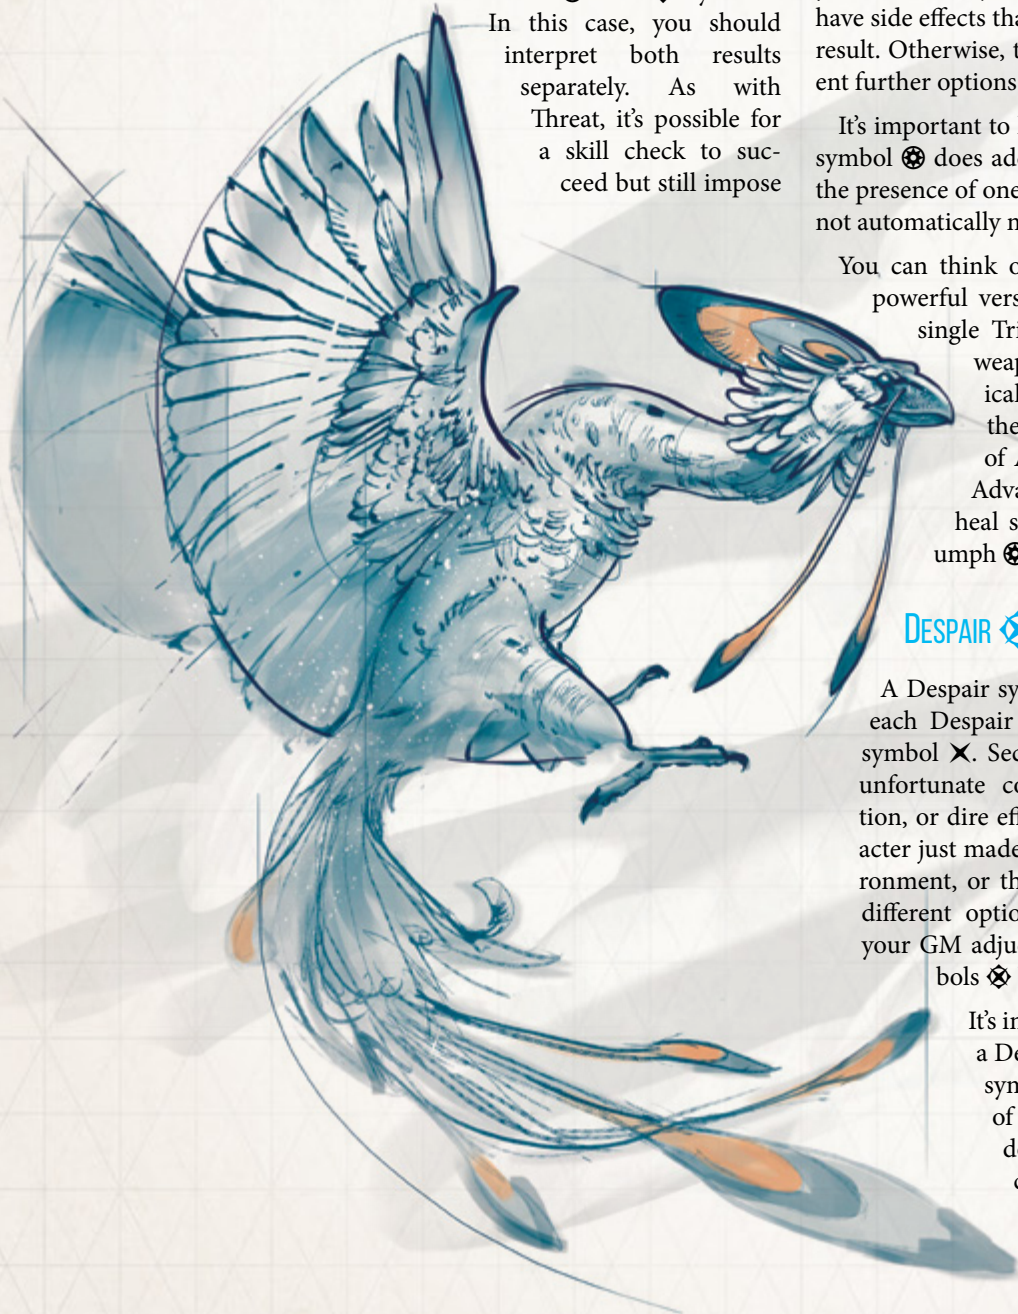 In this case, you should
interpret both results
separately. As with
Threat, it’s possible for
a skill check to suc-
ceed but still impose
have side effects tha
result. Otherwise, t
ent further options
It’s important to
symbol does ad
the presence of one
not automatically
You can think o
powerful vers
single Tri
weap
ical
the
of
Adva
heal s
umph
DESPAIR
A Despair sy
each Despair
symbol . Sec
unfortunate co
tion, or dire eff
acter just made
ronment, or th
different optio
your GM adju
bols
It’s in
a De
sym
of
de